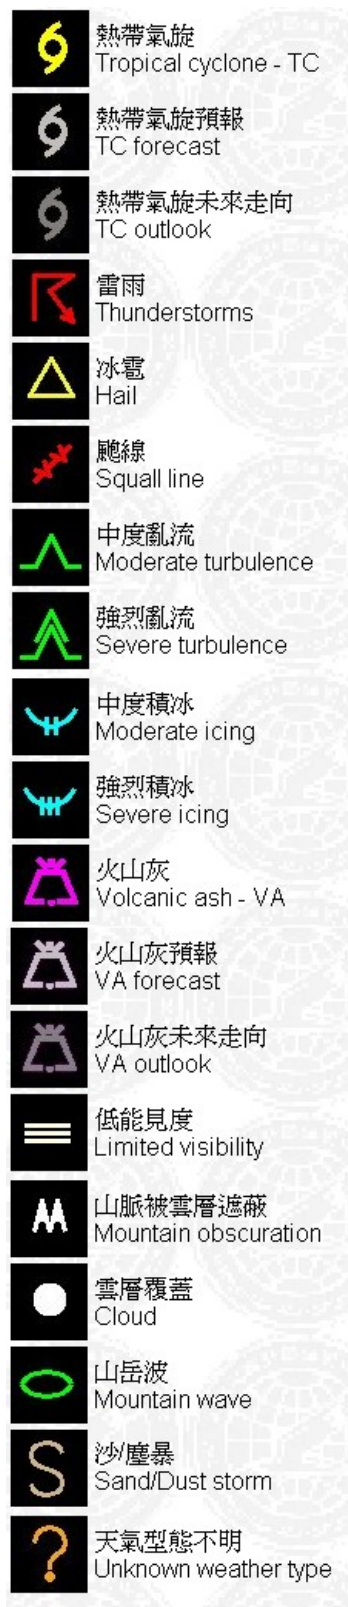 熱帶氣旋
Tropical cyclone - TC
熱帶氣旋預報
TC forecast
熱帶氣旋未來走向
TC outlook
雷雨
Thunderstorms
冰雹
Hail
颮線
Squall line
中度亂流
Moderate turbulence
強烈亂流
Severe turbulence
中度積冰
Moderate icing
強烈積冰
Severe icing
火山灰
Volcanic ash - VA
火山灰預報
VA forecast
火山灰未來走向
VA outlook
低能見度
Limited visibility
山脈被雲層遮蔽
Mountain obscuration
雲層覆蓋
Cloud
山岳波
Mountain wave
沙/塵暴
Sand/Dust storm
天氣型態不明
Unknown weather type